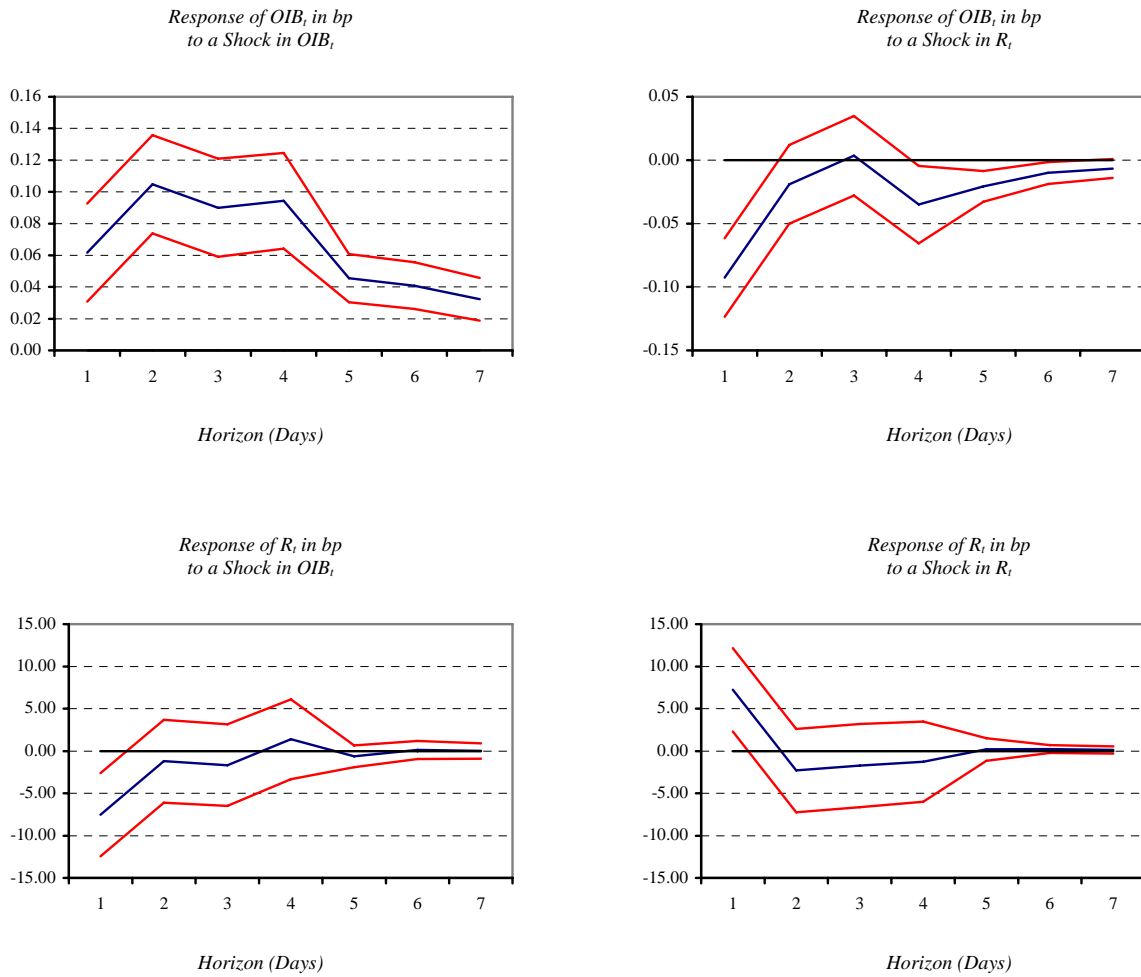 Response of OIBt in bp
to a Shock in OIBt
0.16
0.14
0.12
0.10
0.08
0.06
0.04
0.02
0.00
1 2 3 4 5 6 7
Horizon (Days)
Response of OIBt in bp
to a Shock in Rt
0.05
0.00
-0.05
-0.10
-0.15
1 2 3 4 5 6 7
Horizon (Days)
Response of Rt in bp
to a Shock in OIBt
15.00
10.00
5.00
0.00
-5.00
-10.00
-15.00
1 2 3 4 5 6 7
Horizon (Days)
Response of Rt in bp
to a Shock in Rt
15.00
10.00
5.00
0.00
-5.00
-10.00
-15.00
1 2 3 4 5 6 7
Horizon (Days)